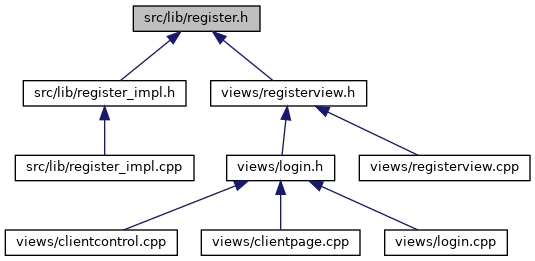 src/lib/register.h
src/lib/register_impl.h
views/registerview.h
src/lib/register_impl.cpp
views/login.h
views/registerview.cpp
views/clientcontrol.cpp
views/clientpage.cpp
views/login.cpp